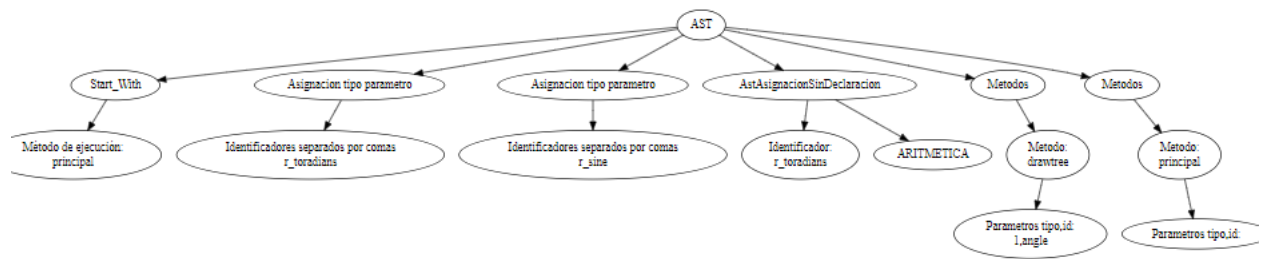 AST
Start_With
Asignacion tipo parametro
Asignacion tipo parametro
AstAsignacionSinDeclaracion
Metodos
Metodos
Método de ejecución:
principal
Identificadores separados por comas
r_toradians
Identificadores separados por comas
r_sine
Identificador:
r_toradians
ARITMETICA
Metodo:
drawtree
Metodo:
principal
Parametros tipo,id:
1,angle
Parametros tipo,id: